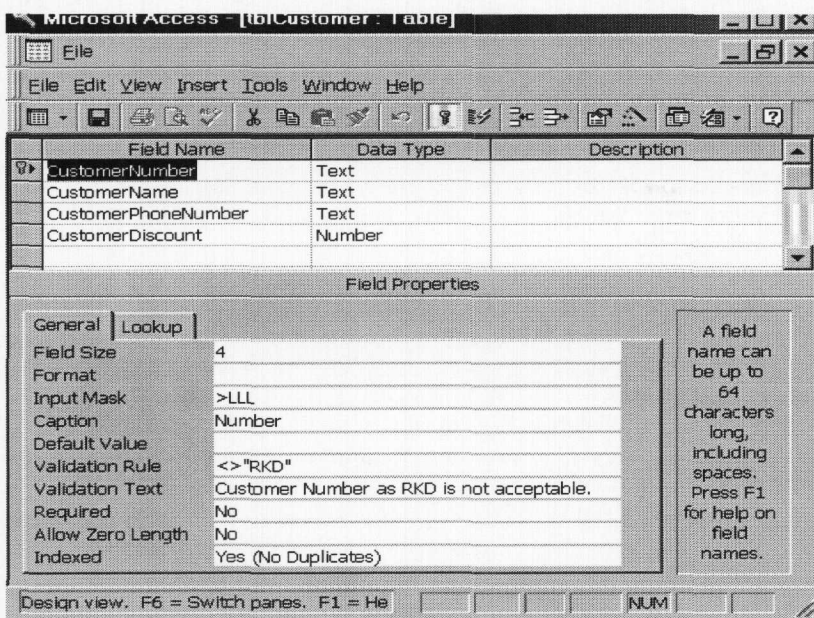 Microsoft Access - [tblCustomer : Table]
File
File Edit View Insert Tools Window Help
Field Name Data Type Description
CustomerNumber Text
CustomerName Text
CustomerPhoneNumber Text
CustomerDiscount Number
Field Properties
General Lookup
Field Size 4
Format
Input Mask >LLL
Caption Number
Default Value
Validation Rule <>"RKD"
Validation Text Customer Number as RKD is not acceptable.
Required No
Allow Zero Length No
Indexed Yes (No Duplicates)
A field
name can
be up to
64
characters
long,
including
spaces.
Press F1
for help on
field
names.
Design view. F6 = Switch panes. F1 = He NUM